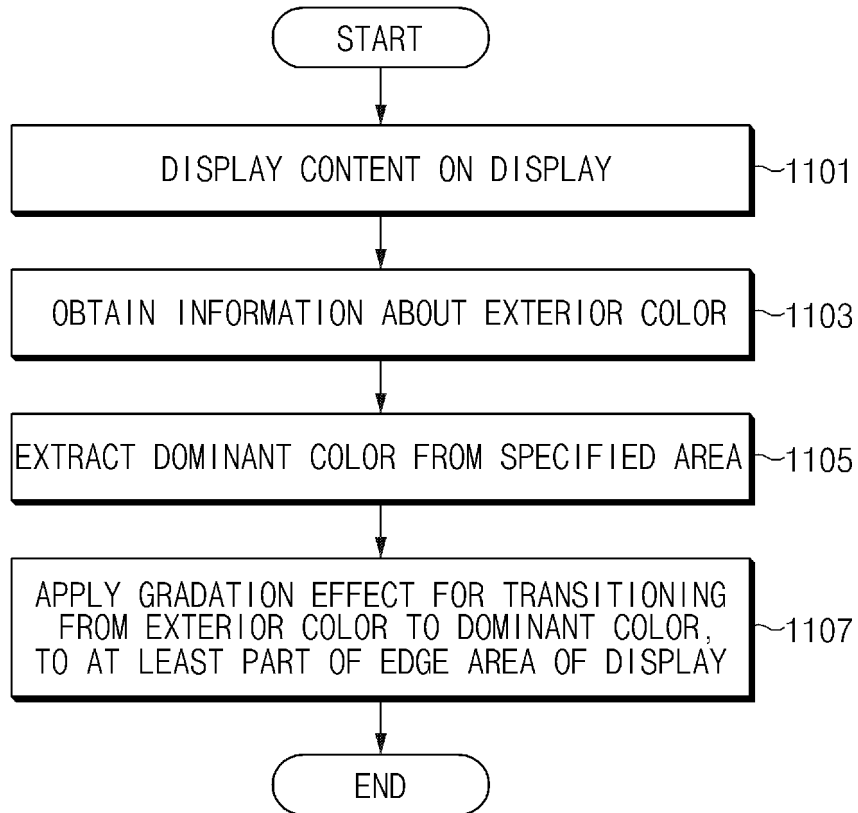 START
DISPLAY CONTENT ON DISPLAY
1101
OBTAIN INFORMATION ABOUT EXTERIOR COLOR
1103
EXTRACT DOMINANT COLOR FROM SPECIFIED AREA
1105
APPLY GRADATION EFFECT FOR TRANSITIONING
FROM EXTERIOR COLOR TO DOMINANT COLOR,
TO AT LEAST PART OF EDGE AREA OF DISPLAY
1107
END